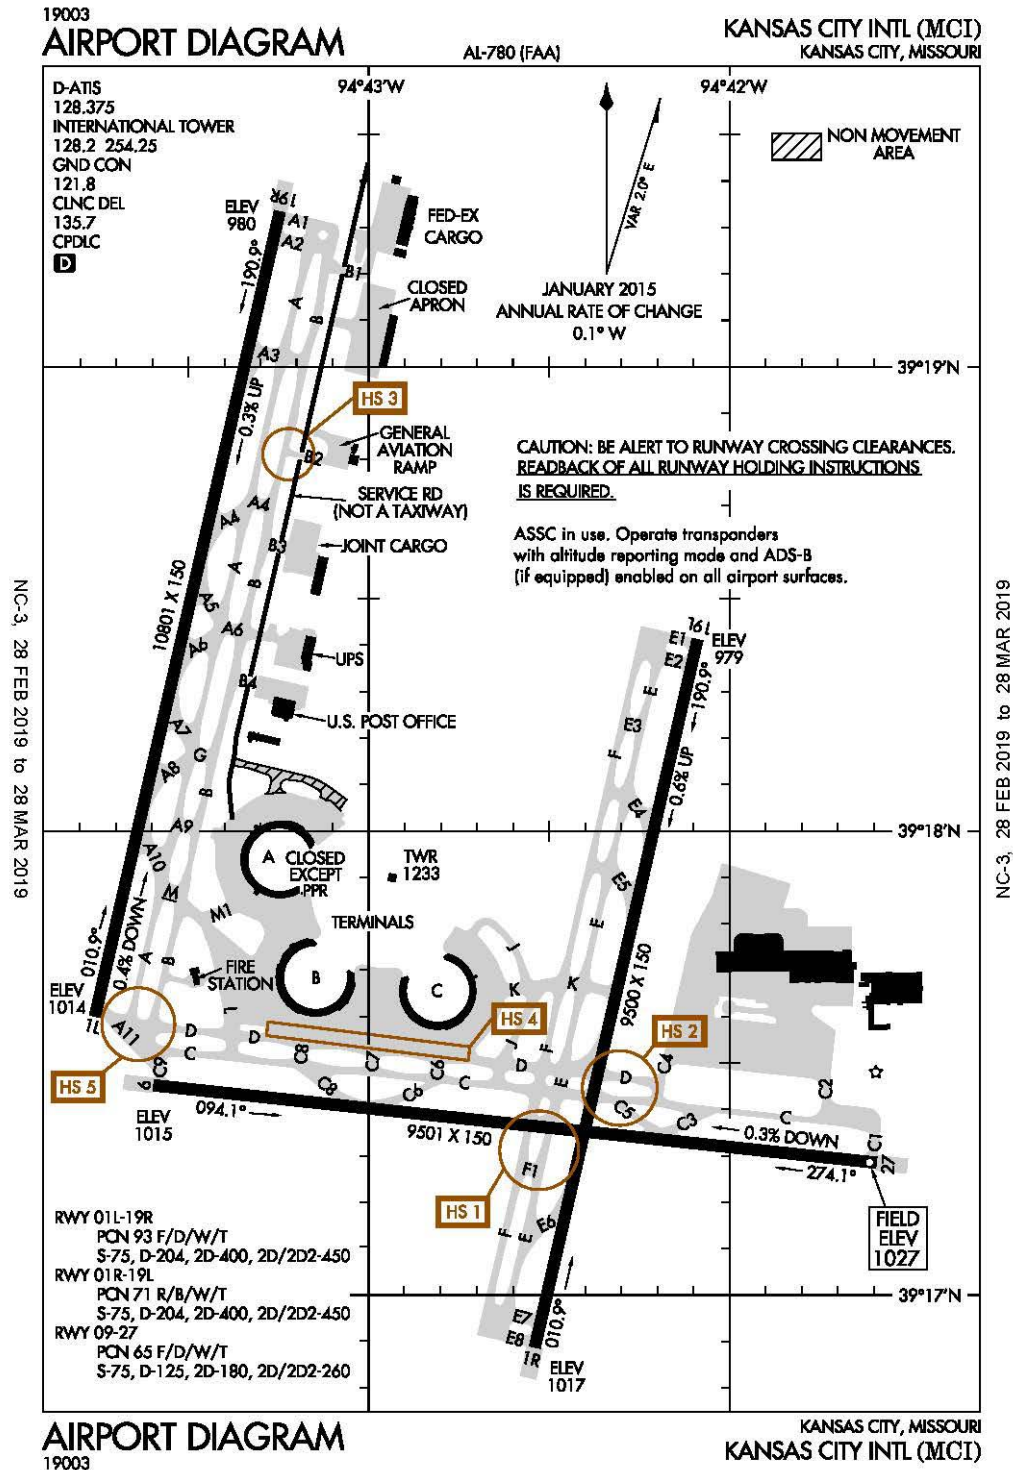 19003
AIRPORT DIAGRAM
AL-780 (FAA)
KANSAS CITY INTL (MCI)
KANSAS CITY, MISSOURI
D-ATIS
128.375
INTERNATIONAL TOWER
128.2 254.25
GND CON
121.8
CLNC DEL
135.7
CPDLC
D
94°43'W
94°42'W
NON MOVEMENT
AREA
VAR 2.0° E
JANUARY 2015
ANNUAL RATE OF CHANGE
0.1° W
19R
ELEV
980
A1
A2
190.9°
FED-EX
CARGO
B1
CLOSED
APRON
A
B
A3
39°19'N
0.3% UP
HS 3
GENERAL
AVIATION
RAMP
B2
CAUTION: BE ALERT TO RUNWAY CROSSING CLEARANCES.
READBACK OF ALL RUNWAY HOLDING INSTRUCTIONS
IS REQUIRED.
SERVICE RD
(NOT A TAXIWAY)
A4
A4
ASSC in use. Operate transponders
with altitude reporting mode and ADS-B
(if equipped) enabled on all airport surfaces.
B3
JOINT CARGO
A
B
10801 X 150
A5
A6
A6
UPS
B4
U.S. POST OFFICE
A7
G
A8
B
A9
A10
16L
ELEV
979
E1
E2
190.9°
E
E3
F
0.6% UP
E4
39°18'N
A
CLOSED
EXCEPT
PPR
TWR
1233
E5
E
M
M1
TERMINALS
010.9°
0.4% DOWN
A
B
FIRE
STATION
B
C
J
K
K
9500 X 150
ELEV
1014
1L
A11
D
L
D
HS 4
HS 2
C
C9
C8
C7
C6
J
D
F
C4
D
HS 5
6
C8
C6
C
E
C5
C3
C
C2
ELEV
1015
094.1°
9501 X 150
0.3% DOWN
C1
27
274.1°
F1
HS 1
F
E
E6
FIELD
ELEV
1027
RWY 01L-19R
PCN 93 F/D/W/T
S-75, D-204, 2D-400, 2D/2D2-450
RWY 01R-19L
PCN 71 R/B/W/T
S-75, D-204, 2D-400, 2D/2D2-450
RWY 09-27
PCN 65 F/D/W/T
S-75, D-125, 2D-180, 2D/2D2-260
39°17'N
E7
E8
010.9°
1R
ELEV
1017
NC-3, 28 FEB 2019 to 28 MAR 2019
NC-3, 28 FEB 2019 to 28 MAR 2019
AIRPORT DIAGRAM
19003
KANSAS CITY, MISSOURI
KANSAS CITY INTL (MCI)